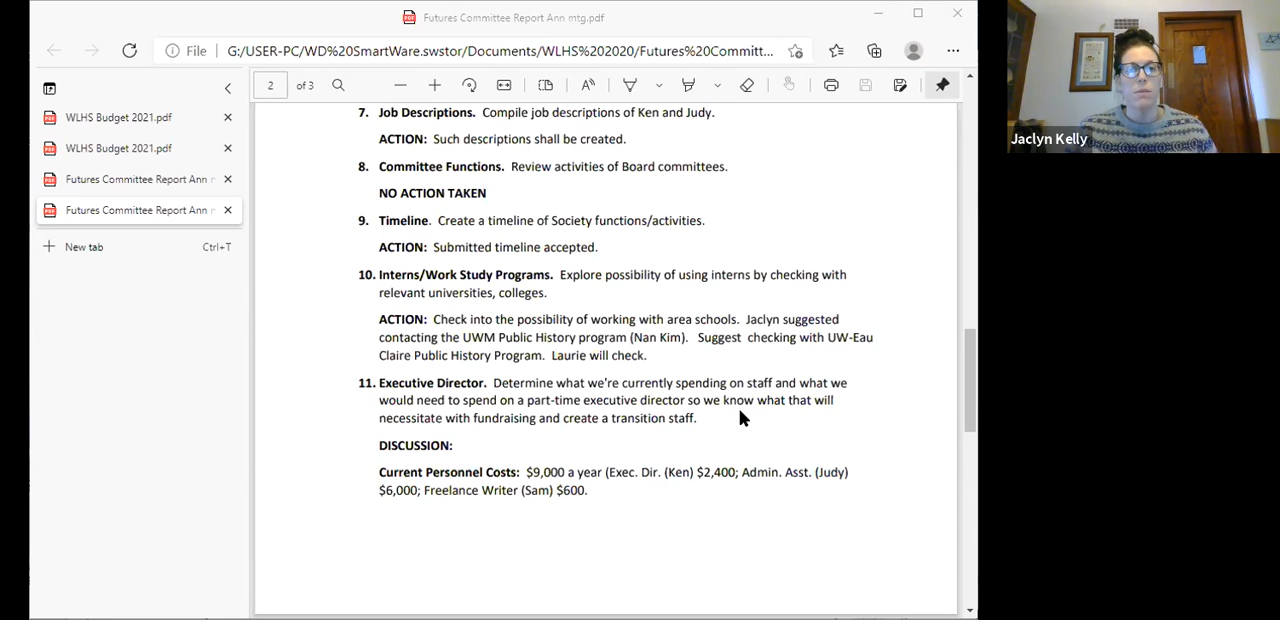 Futures Committee Report Ann mtg.pdf
File G:/USER-PC/WD%20SmartWare.swstor/Documents/WLHS%202020/Futures%20Committ...
2 of 3
WLHS Budget 2021.pdf
WLHS Budget 2021.pdf
Futures Committee Report Ann
Futures Committee Report Ann
New tab Ctrl+T
7. Job Descriptions. Compile job descriptions of Ken and Judy.
ACTION: Such descriptions shall be created.
8. Committee Functions. Review activities of Board committees.
NO ACTION TAKEN
9. Timeline. Create a timeline of Society functions/activities.
ACTION: Submitted timeline accepted.
10. Interns/Work Study Programs. Explore possibility of using interns by checking with
relevant universities, colleges.
ACTION: Check into the possibility of working with area schools. Jaclyn suggested
contacting the UWM Public History program (Nan Kim). Suggest checking with UW-Eau
Claire Public History Program. Laurie will check.
11. Executive Director. Determine what we're currently spending on staff and what we
would need to spend on a part-time executive director so we know what that will
necessitate with fundraising and create a transition staff.
DISCUSSION:
Current Personnel Costs: $9,000 a year (Exec. Dir. (Ken) $2,400; Admin. Asst. (Judy)
$6,000; Freelance Writer (Sam) $600.
Jaclyn Kelly